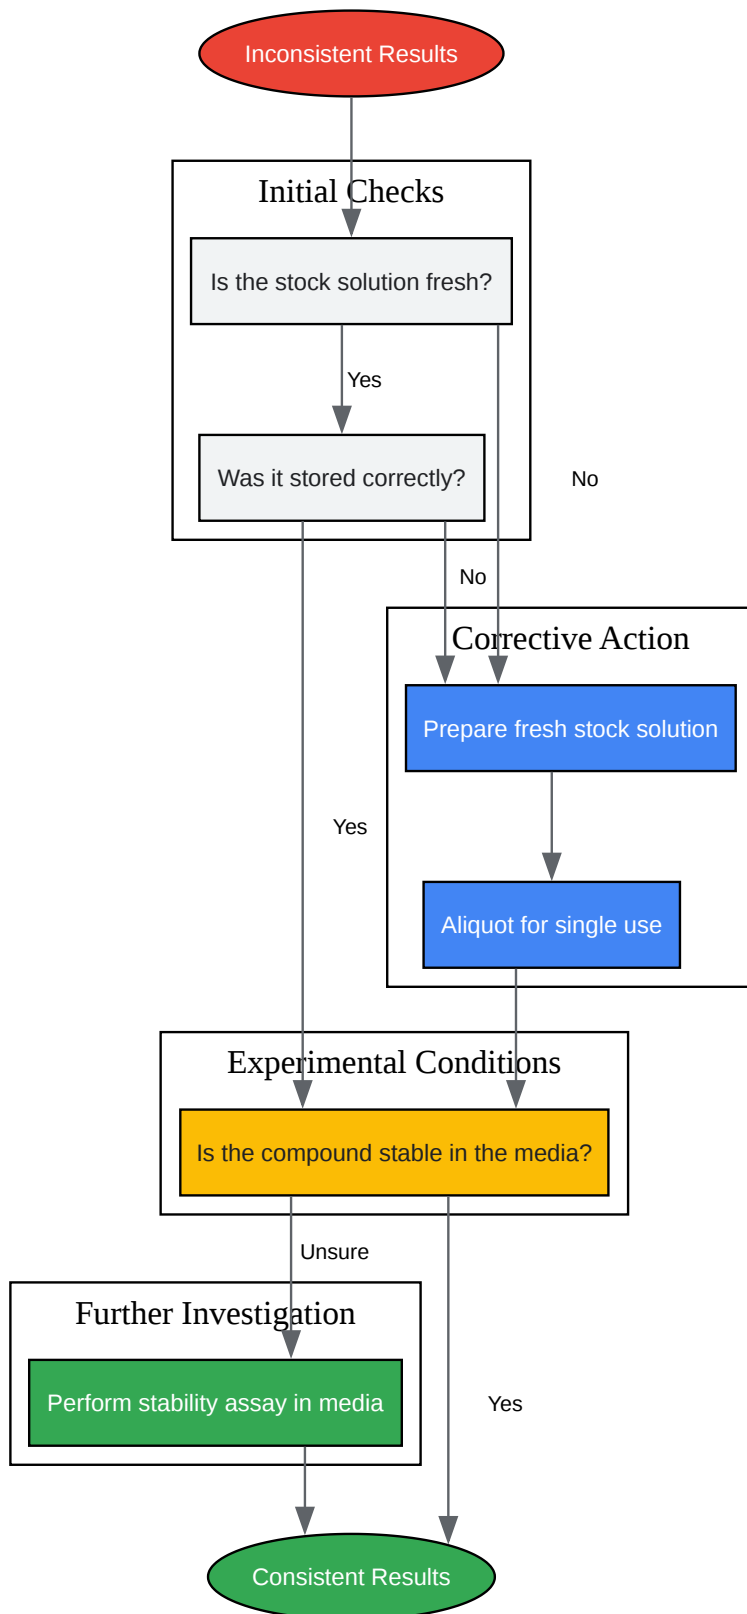 Inconsistent Results
Initial Checks
Is the stock solution fresh?
Yes
Was it stored correctly?
No
No
Corrective Action
Prepare fresh stock solution
Yes
Aliquot for single use
Experimental Conditions
Is the compound stable in the media?
Unsure
Further Investigation
Perform stability assay in media
Yes
Consistent Results